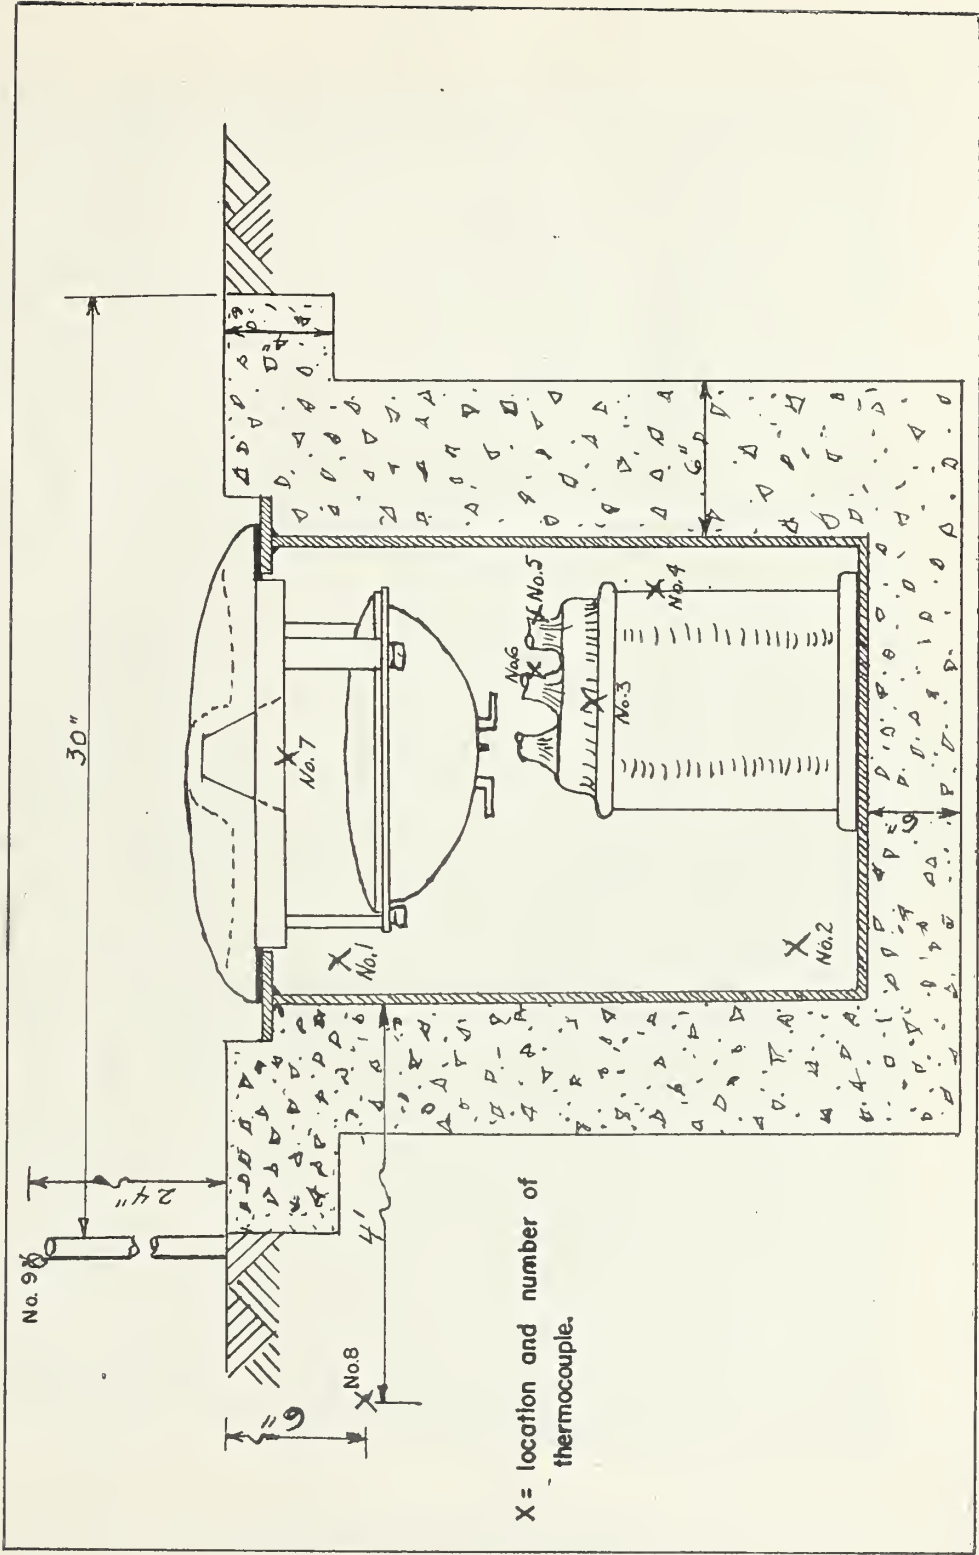 No. 9
24"
30"
4"
6"
No.8
4'
No.1
No.7
No.6
No.5
No.3
No.4
6"
No.2
6"
X = location and number of
thermocouple.